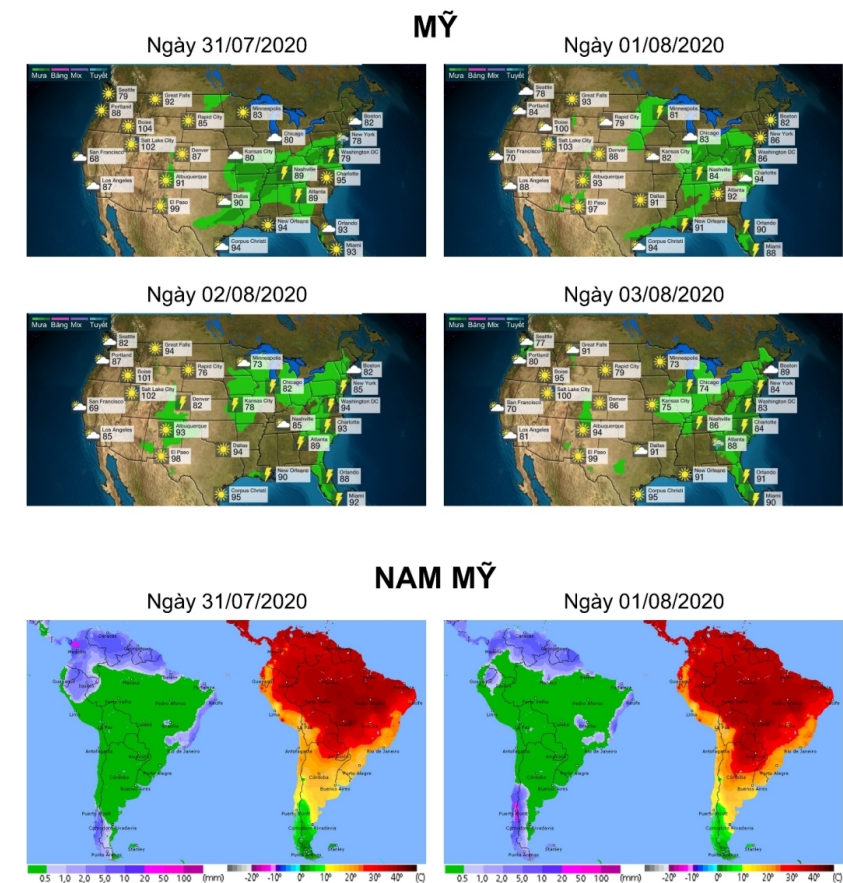 MỸ
Ngày 31/07/2020
Ngày 01/08/2020
Mưa Băng Mix Tuyết
Seattle 79
Portland 88
Great Falls 92
Boise 104
Rapid City 85
Minneapolis 83
Boston 82
New York 78
Salt Lake City 102
San Francisco 68
Denver 87
Kansas City 80
Chicago 80
Washington DC 79
Los Angeles 87
Albuquerque 91
Nashville 89
Charlotte 95
El Paso 99
Dallas 90
Atlanta 89
New Orlean 94
Orlando 93
Corpus Christi 94
Miami 93
Mưa Băng Mix Tuyết
Seattle 78
Portland 84
Great Falls 93
Boise 100
Rapid City 79
Minneapolis 81
Boston 82
New York 86
Salt Lake City 103
San Francisco 70
Denver 88
Kansas City 82
Chicago 83
Washington DC 86
Los Angeles 88
Albuquerque 93
Nashville 84
Charlotte 94
El Paso 97
Dallas 91
Atlanta 92
New Orlean 91
Orlando 90
Corpus Christi 94
Miami 88
Ngày 02/08/2020
Ngày 03/08/2020
Mưa Băng Mix Tuyết
Seattle 82
Portland 87
Great Falls 94
Boise 101
Rapid City 76
Minneapolis 73
Boston 82
New York 85
Salt Lake City 102
San Francisco 69
Denver 82
Kansas City 78
Chicago 82
Washington DC 94
Los Angeles 85
Albuquerque 93
Nashville 85
Charlotte 93
El Paso 98
Dallas 94
Atlanta 89
New Orlean 90
Orlando 88
Corpus Christi 95
Miami 92
Mưa Băng Mix Tuyết
Seattle 77
Portland 80
Great Falls 91
Boise 95
Rapid City 79
Minneapolis 73
Boston 89
New York 84
Salt Lake City 100
San Francisco 70
Denver 86
Kansas City 75
Chicago 74
Washington DC 83
Los Angeles 81
Albuquerque 94
Nashville 86
Charlotte 84
El Paso 99
Dallas 91
Atlanta 88
New Orlean 91
Orlando 91
Corpus Christi 95
Miami 90
NAM MỸ
Ngày 31/07/2020
Ngày 01/08/2020
0.5 1,0 2,0 5,0 10 20 50 100 (mm)
-20° -10° 0° 10° 20° 30° 40° (C)
0.5 1,0 2,0 5,0 10 20 50 100 (mm)
-20° -10° 0° 10° 20° 30° 40° (C)